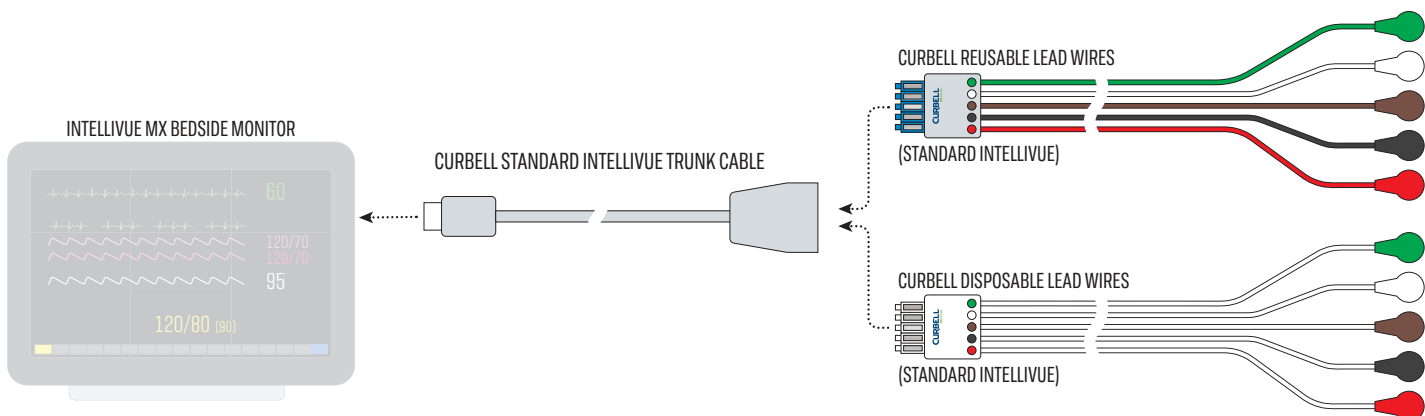 INTELLIVUE MX BEDSIDE MONITOR
60
120/70
120/70
95
120/80 (90)
CURBELL STANDARD INTELLIVUE TRUNK CABLE
CURBELL REUSABLE LEAD WIRES
CURBELL
(STANDARD INTELLIVUE)
CURBELL DISPOSABLE LEAD WIRES
CURBELL
(STANDARD INTELLIVUE)